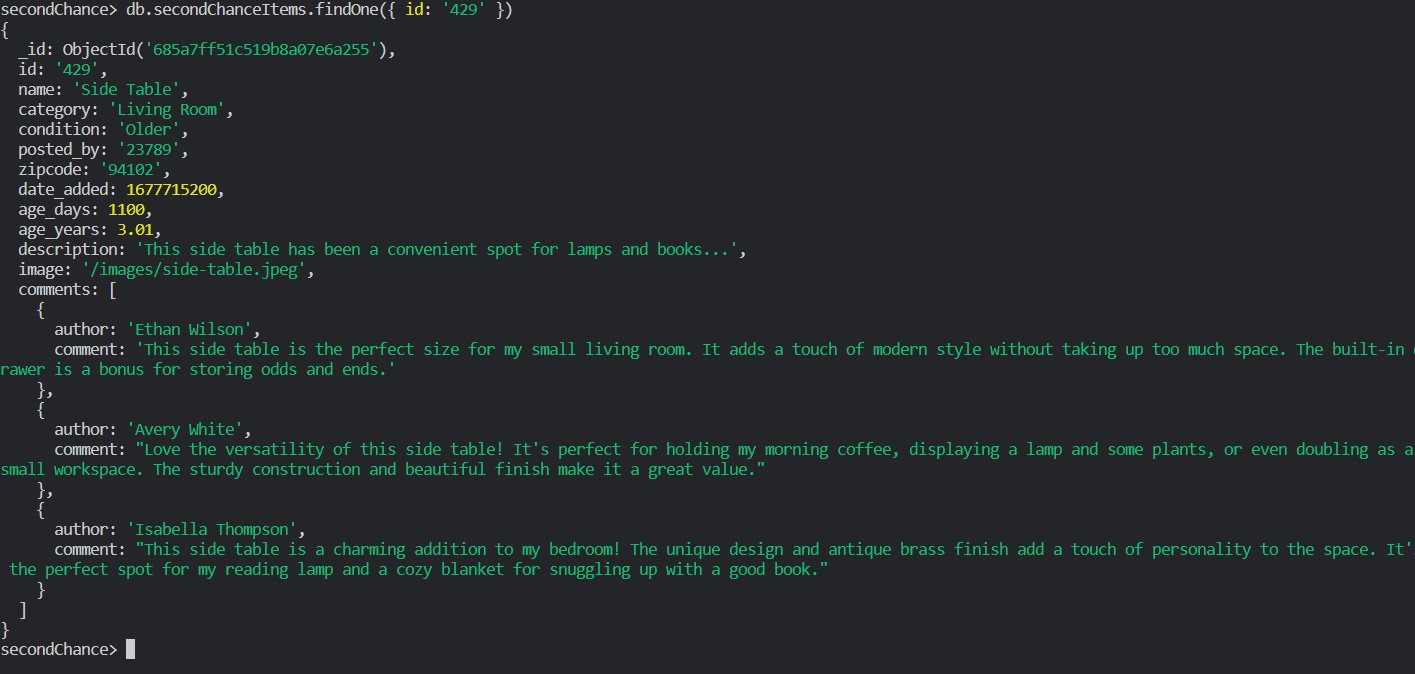 secondChance> db.secondChanceItems.findOne({ id: '429' })
{
  _id: ObjectId('685a7ff51c519b8a07e6a255'),
  id: '429',
  name: 'Side Table',
  category: 'Living Room',
  condition: 'Older',
  posted_by: '23789',
  zipcode: '94102',
  date_added: 1677715200,
  age_days: 1100,
  age_years: 3.01,
  description: 'This side table has been a convenient spot for lamps and books...',
  image: '/images/side-table.jpeg',
  comments: [
    {
      author: 'Ethan Wilson',
      comment: 'This side table is the perfect size for my small living room. It adds a touch of modern style without taking up too much space. The built-in
rawer is a bonus for storing odds and ends.'
    },
    {
      author: 'Avery White',
      comment: "Love the versatility of this side table! It's perfect for holding my morning coffee, displaying a lamp and some plants, or even doubling as a
small workspace. The sturdy construction and beautiful finish make it a great value."
    },
    {
      author: 'Isabella Thompson',
      comment: "This side table is a charming addition to my bedroom! The unique design and antique brass finish add a touch of personality to the space. It'
 the perfect spot for my reading lamp and a cozy blanket for snuggling up with a good book."
    }
  ]
}
secondChance>